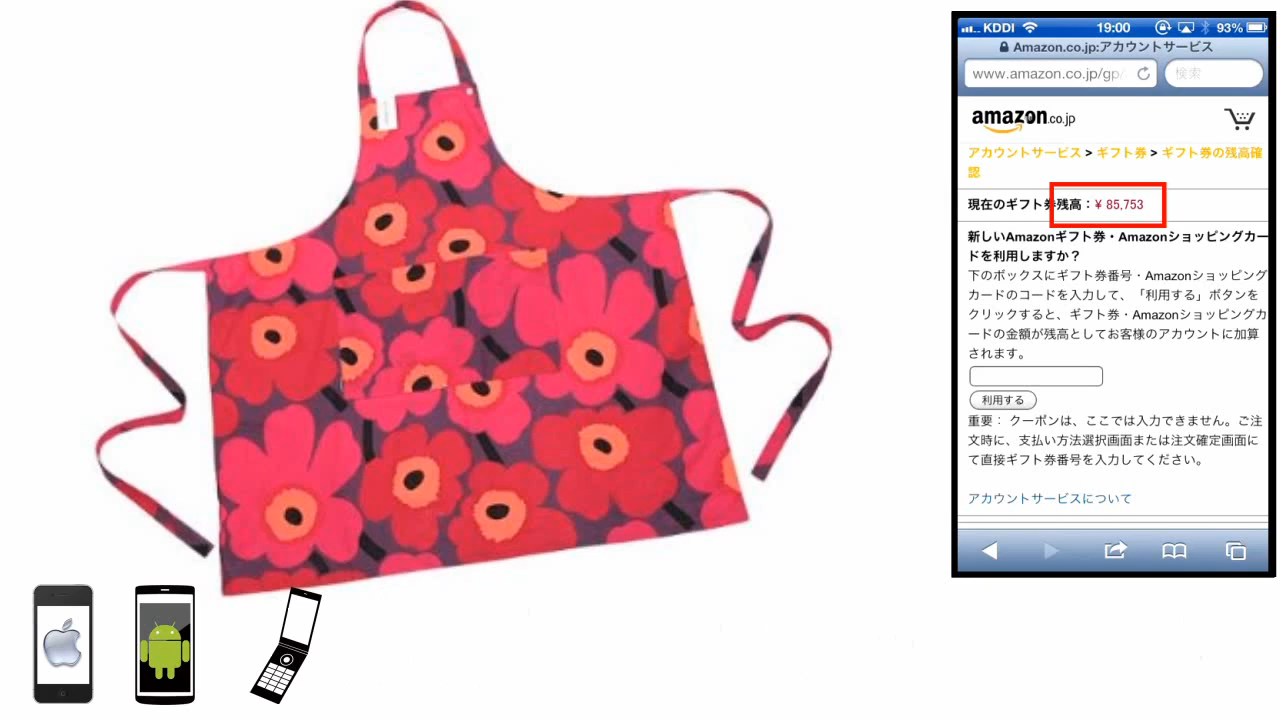 KDDI 19:00 93%
Amazon.co.jp:アカウントサービス
www.amazon.co.jp/gp/ 検索
amazon.co.jp
アカウントサービス > ギフト券 > ギフト券の残高確
認
現在のギフト券残高：¥ 85,753
新しいAmazonギフト券・Amazonショッピングカー
ドを利用しますか？
下のボックスにギフト券番号・Amazonショッピング
カードのコードを入力して、「利用する」ボタンを
クリックすると、ギフト券・Amazonショッピングカ
ードの金額が残高としてお客様のアカウントに加算
されます。
利用する
重要： クーポンは、ここでは入力できません。ご注
文時に、支払い方法選択画面または注文確定画面に
て直接ギフト券番号を入力してください。
アカウントサービスについて